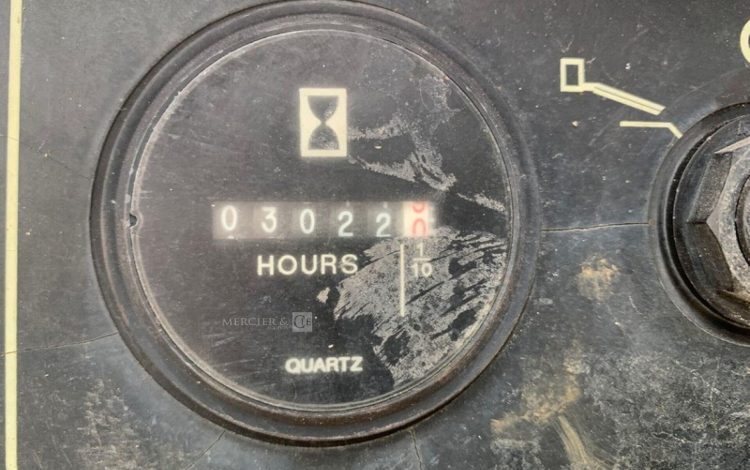 030220
HOURS
1/10
MERCIER & CIE
QUARTZ